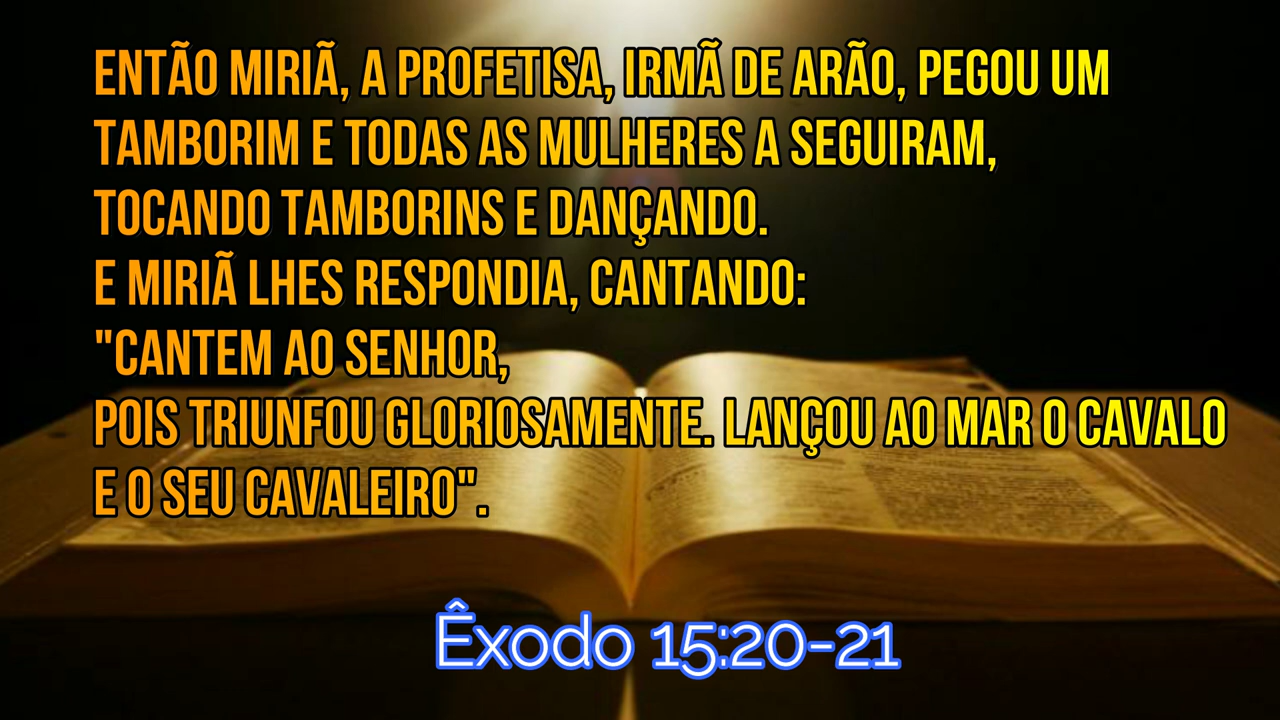 ENTÃO MIRIÃ, A PROFETISA, IRMÃ DE ARÃO, PEGOU UM
TAMBORIM E TODAS AS MULHERES A SEGUIRAM,
TOCANDO TAMBORINS E DANÇANDO.
E MIRIÃ LHES RESPONDIA, CANTANDO:
"CANTEM AO SENHOR,
POIS TRIUNFOU GLORIOSAMENTE. LANÇOU AO MAR O CAVALO
E O SEU CAVALEIRO".
Êxodo 15:20-21